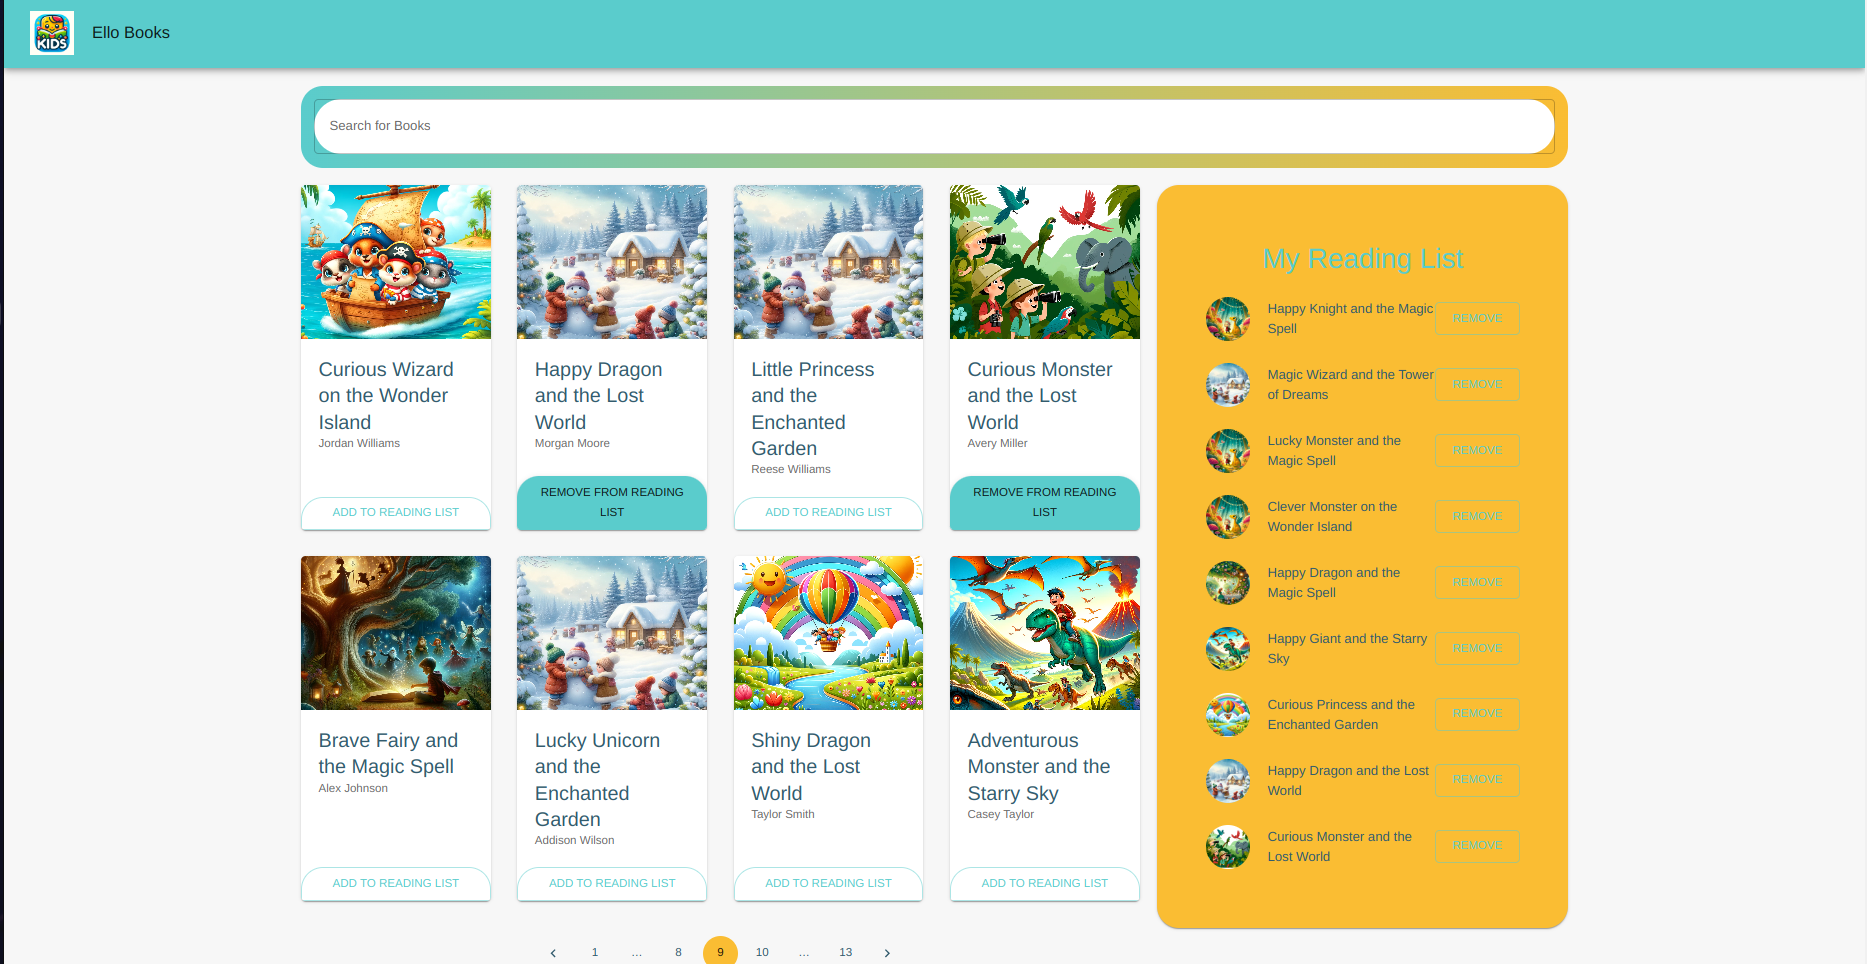 KIDS
Ello Books
Search for Books
Curious Wizard
on the Wonder
Island
Jordan Williams
ADD TO READING LIST
Happy Dragon
and the Lost
World
Morgan Moore
REMOVE FROM READING
LIST
Little Princess
and the
Enchanted
Garden
Reese Williams
ADD TO READING LIST
Curious Monster
and the Lost
World
Avery Miller
REMOVE FROM READING
LIST
Brave Fairy and
the Magic Spell
Alex Johnson
ADD TO READING LIST
Lucky Unicorn
and the
Enchanted
Garden
Addison Wilson
ADD TO READING LIST
Shiny Dragon
and the Lost
World
Taylor Smith
ADD TO READING LIST
Adventurous
Monster and the
Starry Sky
Casey Taylor
ADD TO READING LIST
1 ... 8 9 10 ... 13
My Reading List
Happy Knight and the Magic
Spell
REMOVE
Magic Wizard and the Tower
of Dreams
REMOVE
Lucky Monster and the
Magic Spell
REMOVE
Clever Monster on the
Wonder Island
REMOVE
Happy Dragon and the
Magic Spell
REMOVE
Happy Giant and the Starry
Sky
REMOVE
Curious Princess and the
Enchanted Garden
REMOVE
Happy Dragon and the Lost
World
REMOVE
Curious Monster and the
Lost World
REMOVE